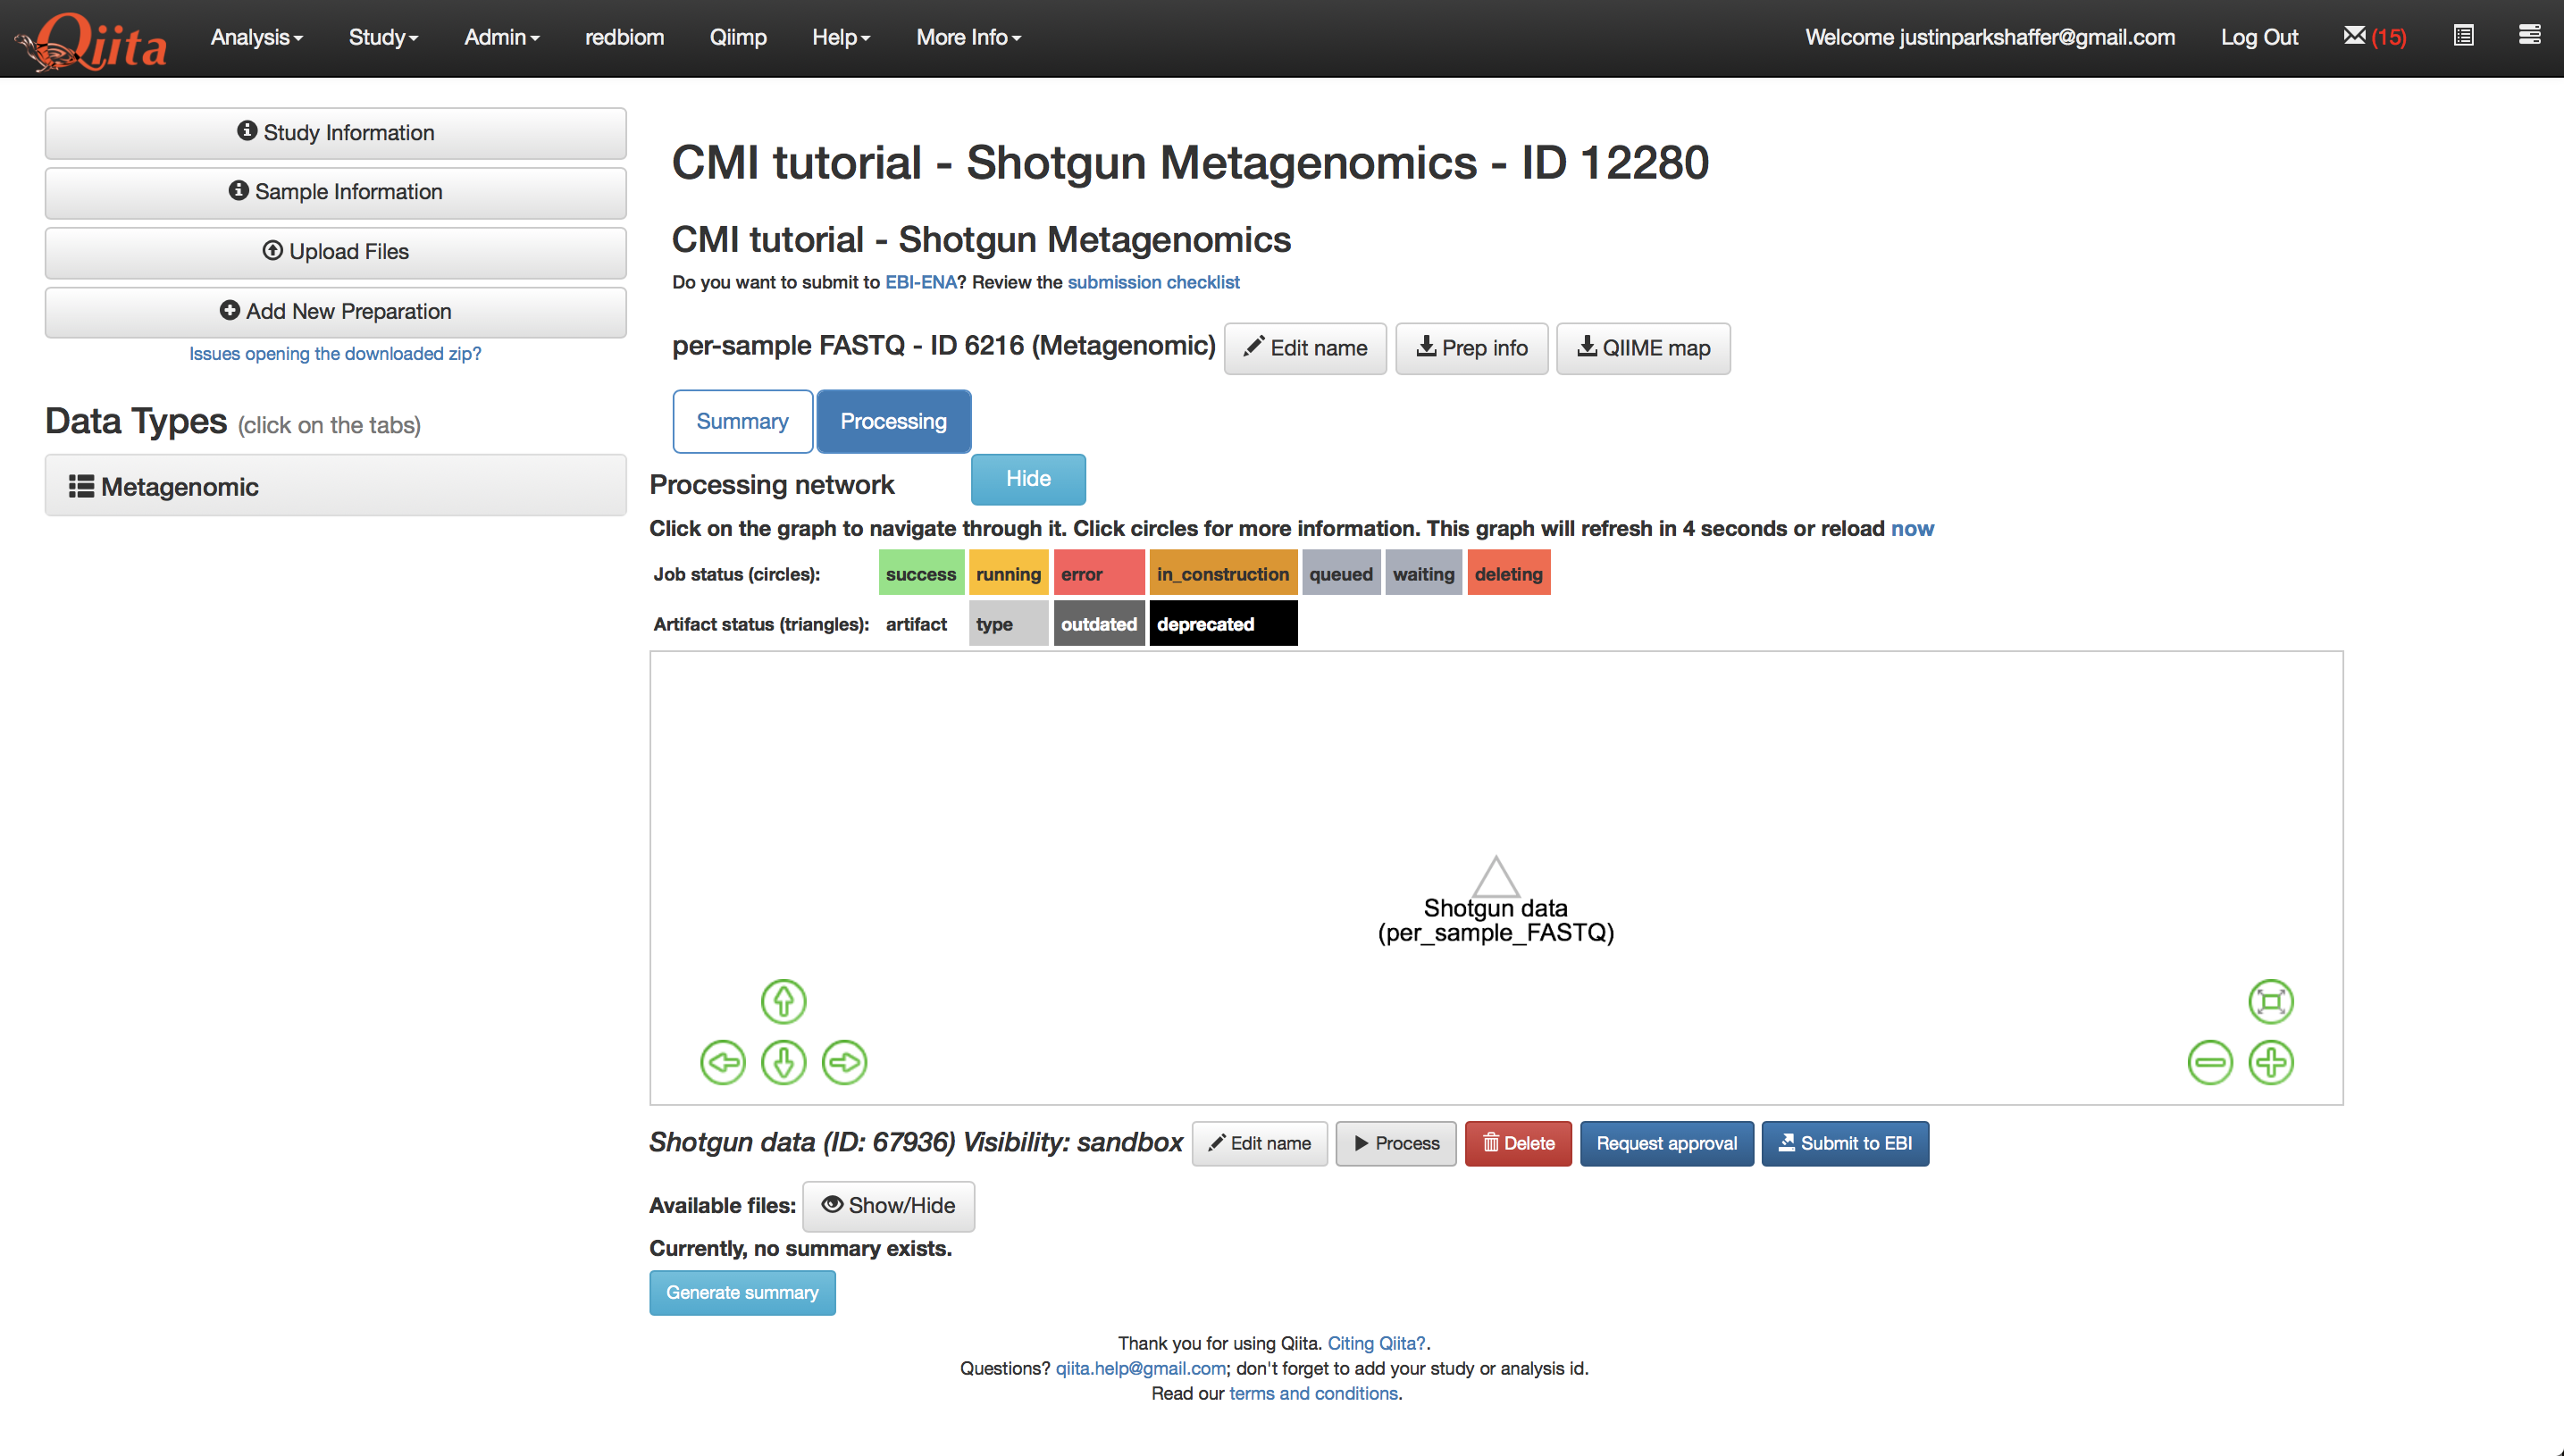 Qiita Analysis Study Admin redbiom Qiimp Help More Info Welcome justinparkshaffer@gmail.com Log Out (15)
Study Information
Sample Information
Upload Files
Add New Preparation
Issues opening the downloaded zip?
Data Types (click on the tabs)
Metagenomic
CMI tutorial - Shotgun Metagenomics - ID 12280
CMI tutorial - Shotgun Metagenomics
Do you want to submit to EBI-ENA? Review the submission checklist
per-sample FASTQ - ID 6216 (Metagenomic) Edit name Prep info QIIME map
Summary Processing
Processing network Hide
Click on the graph to navigate through it. Click circles for more information. This graph will refresh in 4 seconds or reload now
Job status (circles): success running error in_construction queued waiting deleting
Artifact status (triangles): artifact type outdated deprecated
Shotgun data
(per_sample_FASTQ)
Shotgun data (ID: 67936) Visibility: sandbox Edit name Process Delete Request approval Submit to EBI
Available files: Show/Hide
Currently, no summary exists.
Generate summary
Thank you for using Qiita. Citing Qiita?.
Questions? qiita.help@gmail.com; don't forget to add your study or analysis id.
Read our terms and conditions.